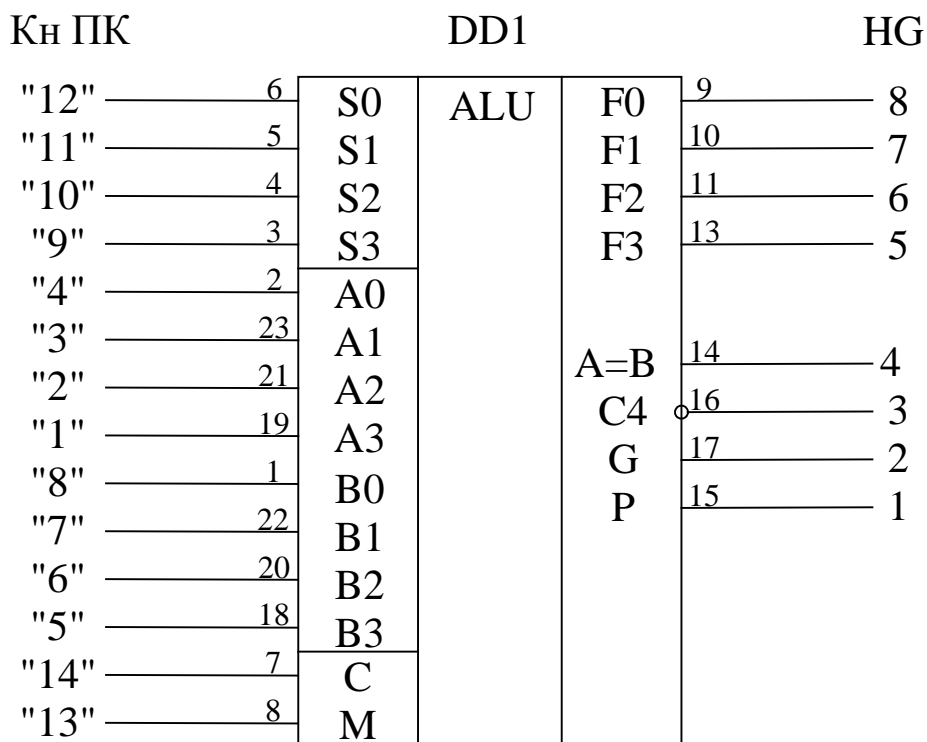 Кн ПК DD1 HG
"12" 6 S0 ALU F0 9 8
"11" 5 S1 F1 10 7
"10" 4 S2 F2 11 6
"9" 3 S3 F3 13 5
"4" 2 A0
"3" 23 A1 A=B 14 4
"2" 21 A2 C4 16 3
"1" 19 A3 G 17 2
"8" 1 B0 P 15 1
"7" 22 B1
"6" 20 B2
"5" 18 B3
"14" 7 C
"13" 8 M